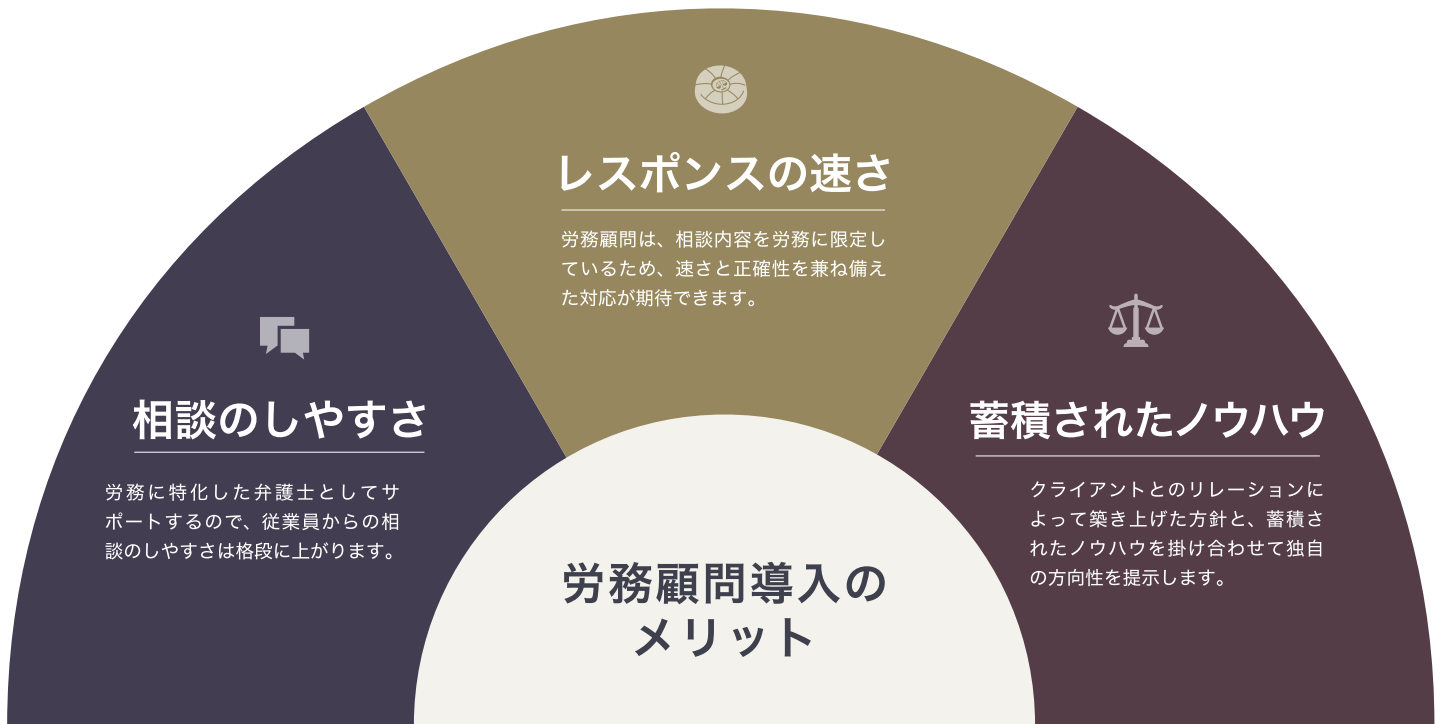 レスポンスの速さ
労務顧問は、相談内容を労務に限定し
ているため、速さと正確性を兼ね備え
た対応が期待できます。
相談のしやすさ
労務に特化した弁護士としてサ
ポートするので、従業員からの相
談のしやすさは格段に上がります。
蓄積されたノウハウ
クライアントとのリレーションに
よって築き上げた方針と、蓄積さ
れたノウハウを掛け合わせて独自
の方向性を提示します。
労務顧問導入の
メリット